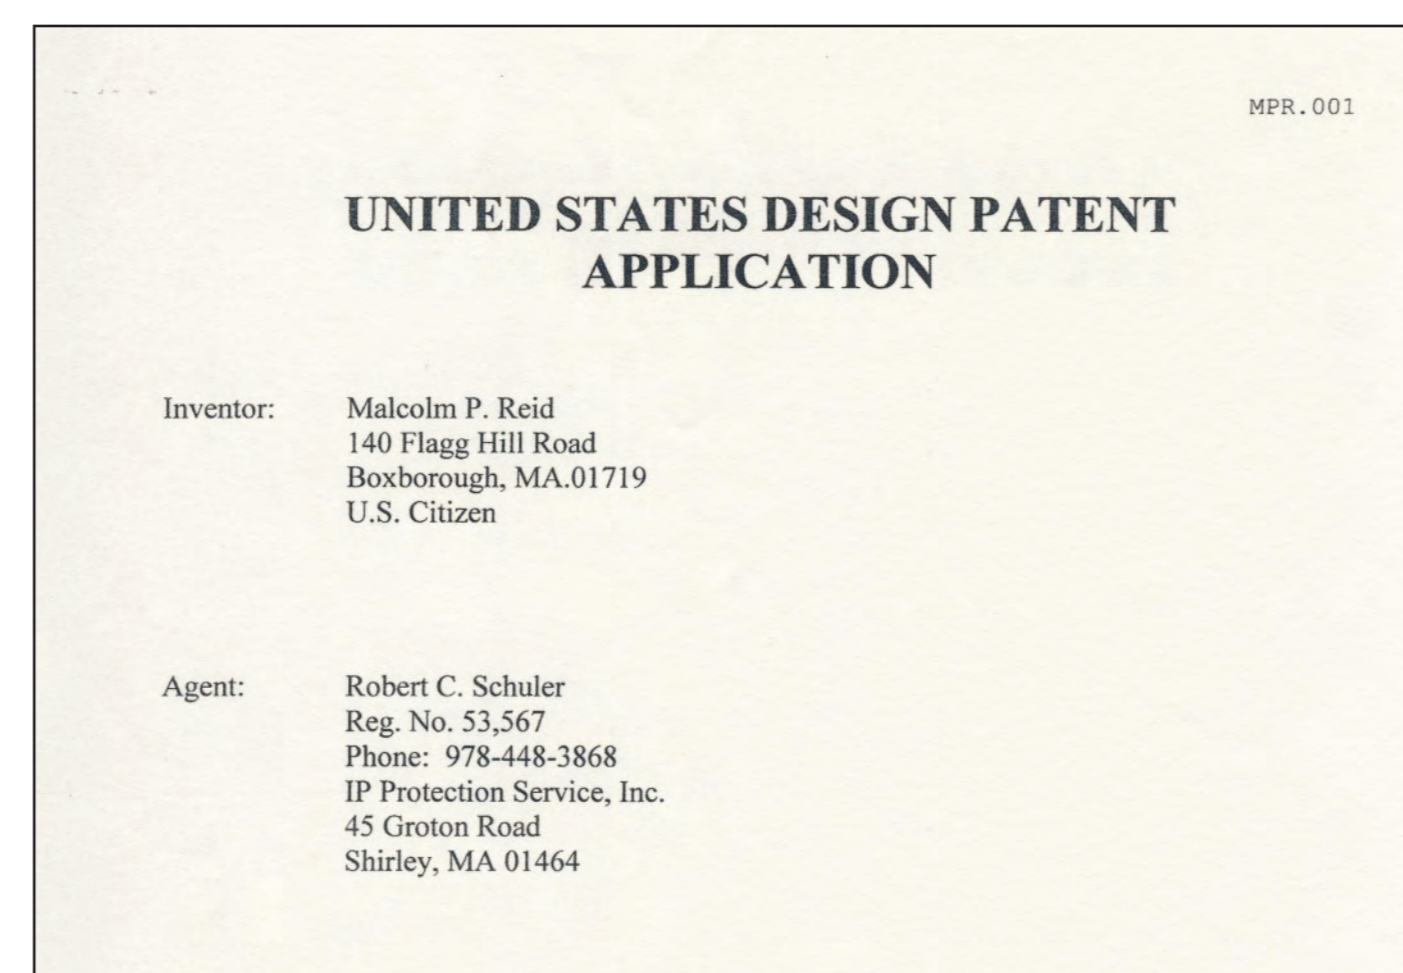 MPR.001
UNITED STATES DESIGN PATENT
APPLICATION
Inventor: Malcolm P. Reid
140 Flagg Hill Road
Boxborough, MA.01719
U.S. Citizen
Agent: Robert C. Schuler
Reg. No. 53,567
Phone: 978-448-3868
IP Protection Service, Inc.
45 Groton Road
Shirley, MA 01464